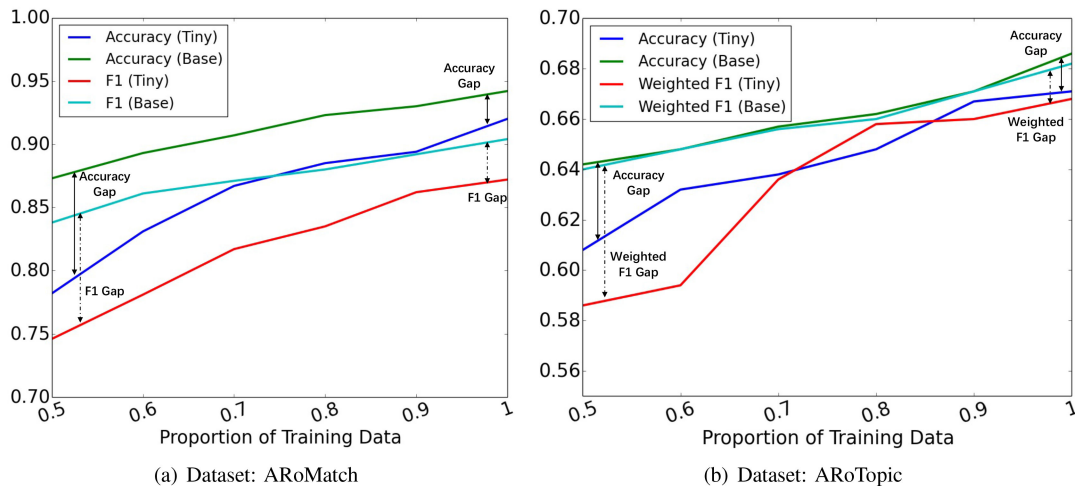 1.00
0.95
0.90
0.85
0.80
0.75
0.70
Accuracy (Tiny)
Accuracy (Base)
F1 (Tiny)
F1 (Base)
Accuracy
Gap
Accuracy
Gap
F1 Gap
F1 Gap
0.5
0.6
0.7
0.8
0.9
1
Proportion of Training Data
(a) Dataset: ARoMatch
0.70
0.68
0.66
0.64
0.62
0.60
0.58
0.56
Accuracy (Tiny)
Accuracy (Base)
Weighted F1 (Tiny)
Weighted F1 (Base)
Accuracy
Gap
Weighted
F1 Gap
Accuracy
Gap
Weighted
F1 Gap
0.5
0.6
0.7
0.8
0.9
1
Proportion of Training Data
(b) Dataset: ARoTopic